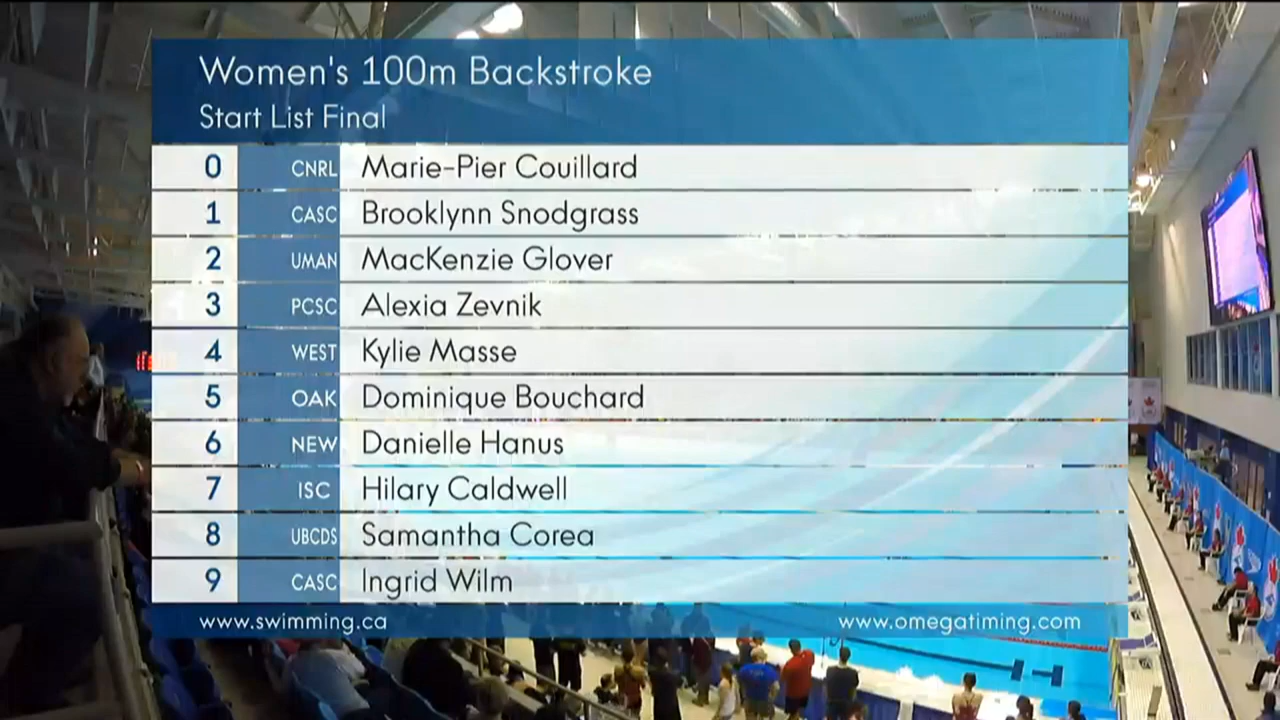 Women's 100m Backstroke
Start List Final
0 CNRL Marie-Pier Couillard
1 CASC Brooklynn Snodgrass
2 UMAN MacKenzie Glover
3 PCSC Alexia Zevnik
4 WEST Kylie Masse
5 OAK Dominique Bouchard
6 NEW Danielle Hanus
7 ISC Hilary Caldwell
8 UBCDS Samantha Corea
9 CASC Ingrid Wilm
www.swimming.ca www.omegatiming.com